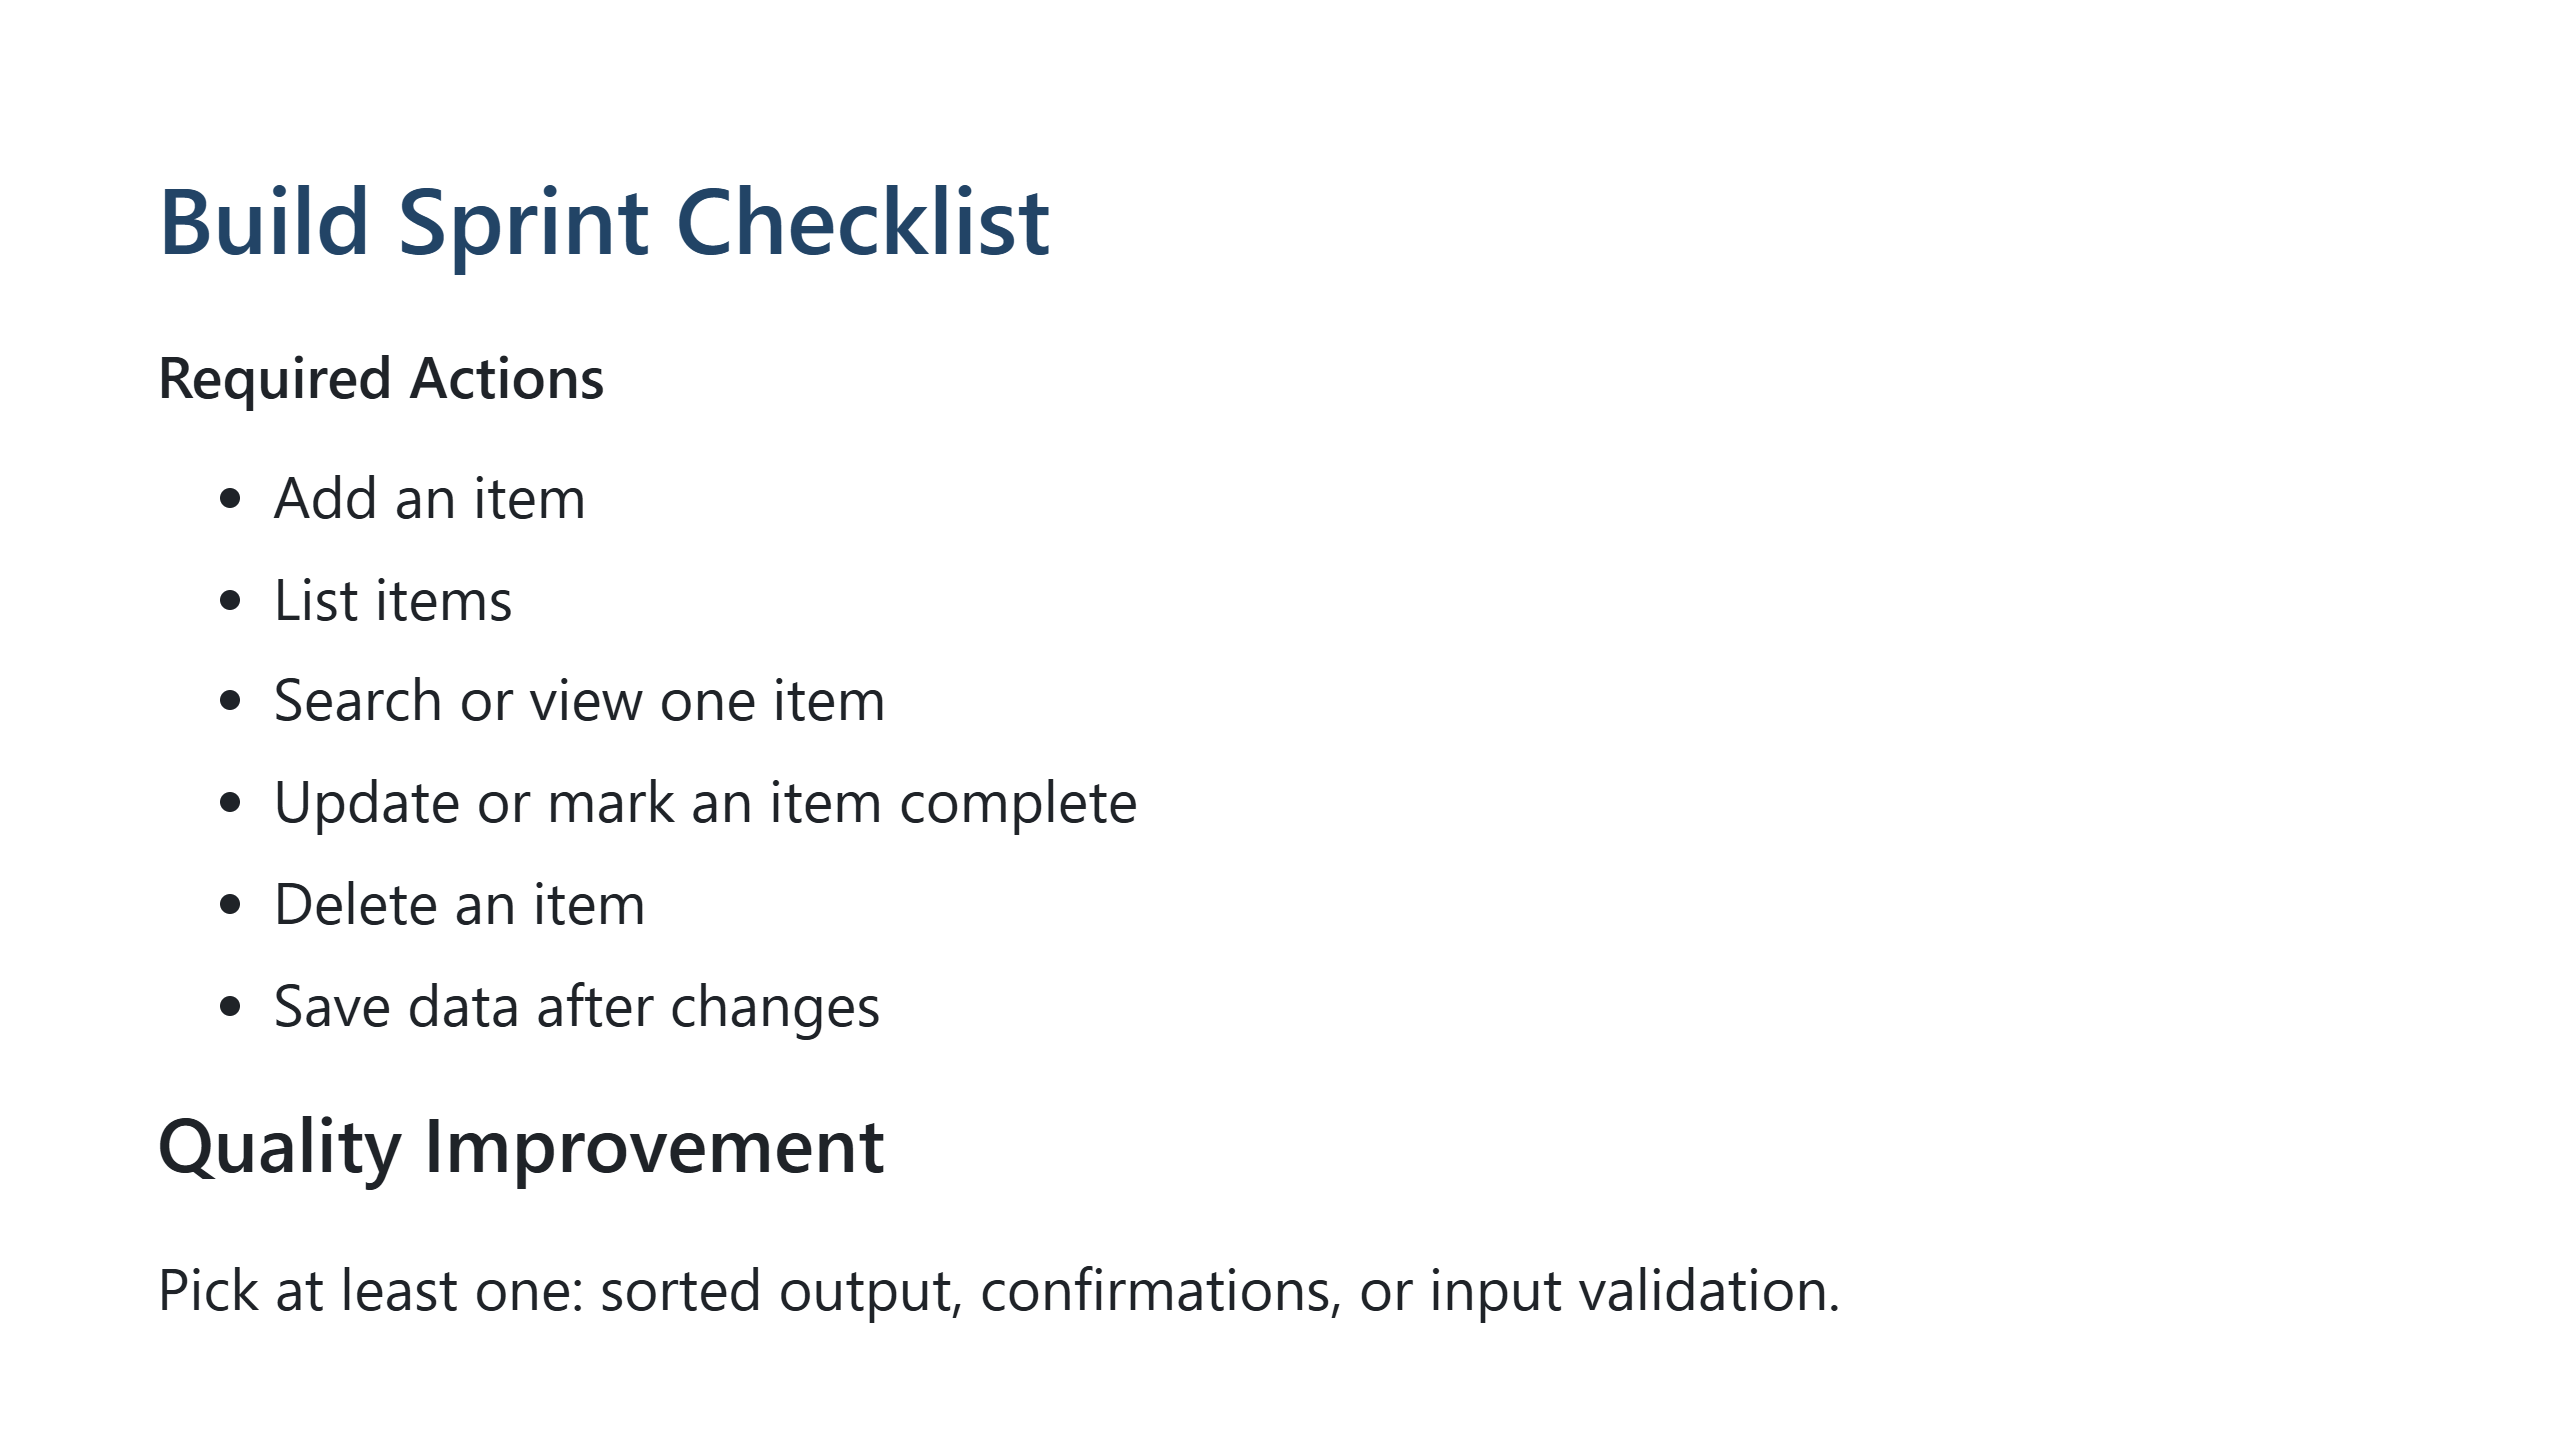 Build Sprint Checklist
Required Actions
• Add an item
• List items
• Search or view one item
• Update or mark an item complete
• Delete an item
• Save data after changes
Quality Improvement
Pick at least one: sorted output, confirmations, or input validation.